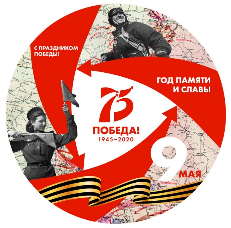 С ПРАЗДНИКОМ
ПОБЕДЫ!
ГОД ПАМЯТИ
И СЛАВЫ
75
ПОБЕДА!
1945–2020
9
МАЯ